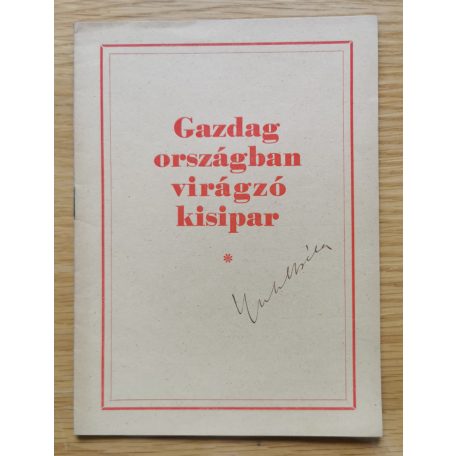 Gazdag
országban
virágzó
kisipar
*